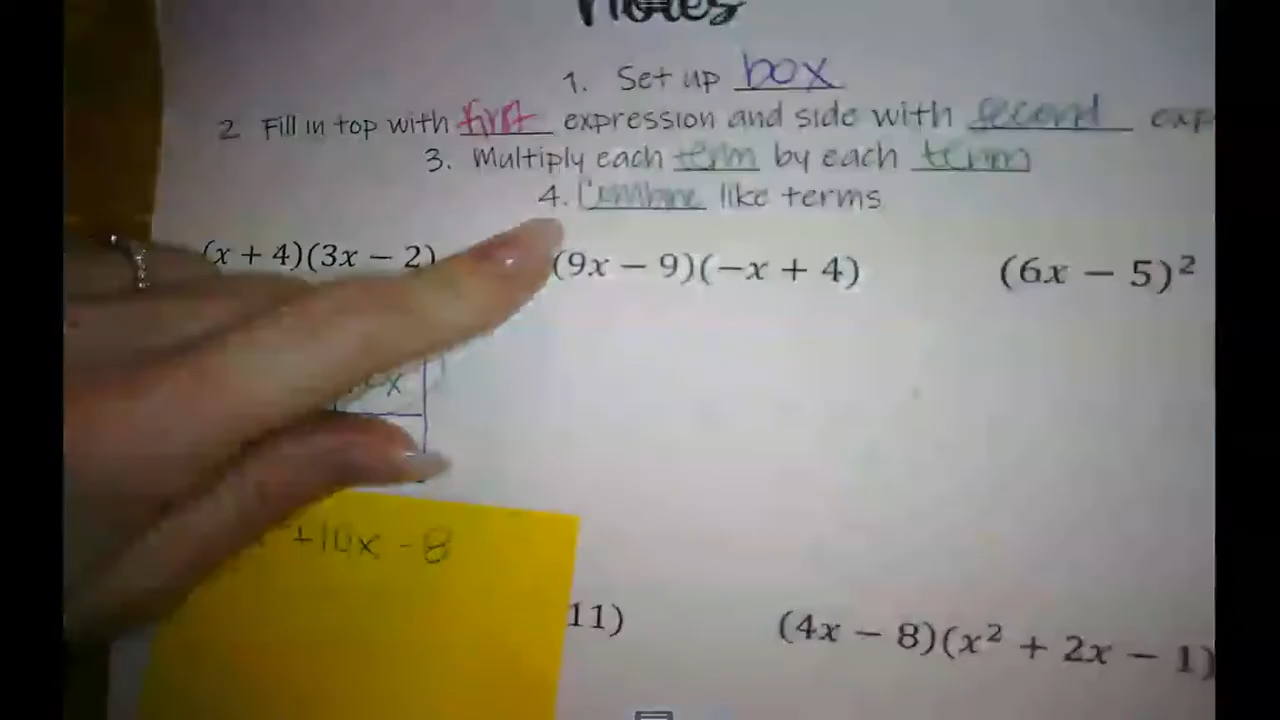 Notes
1. Set up box
2 Fill in top with first expression and side with second exp
3. Multiply each term by each term
4. Combine like terms
(x + 4)(3x − 2)
(9x − 9)(−x + 4)
(6x − 5)²
x
+10x − 8
11)
(4x − 8)(x² + 2x − 1)